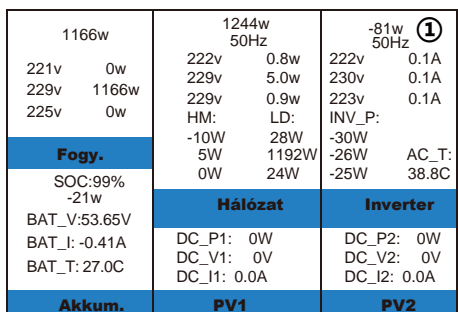 1166w
221v 0w
229v 1166w
225v 0w
Fogy.
SOC:99%
-21w
BAT_V:53.65V
BAT_I: -0.41A
BAT_T: 27.0C
Akkum.
1244w
50Hz
222v 0.8w
229v 5.0w
229v 0.9w
HM: LD:
-10W 28W
5W 1192W
0W 24W
Hálózat
DC_P1: 0W
DC_V1: 0V
DC_I1: 0.0A
PV1
-81w ①
50Hz
222v 0.1A
230v 0.1A
223v 0.1A
INV_P:
-30W
-26W AC_T:
-25W 38.8C
Inverter
DC_P2: 0W
DC_V2: 0V
DC_I2: 0.0A
PV2